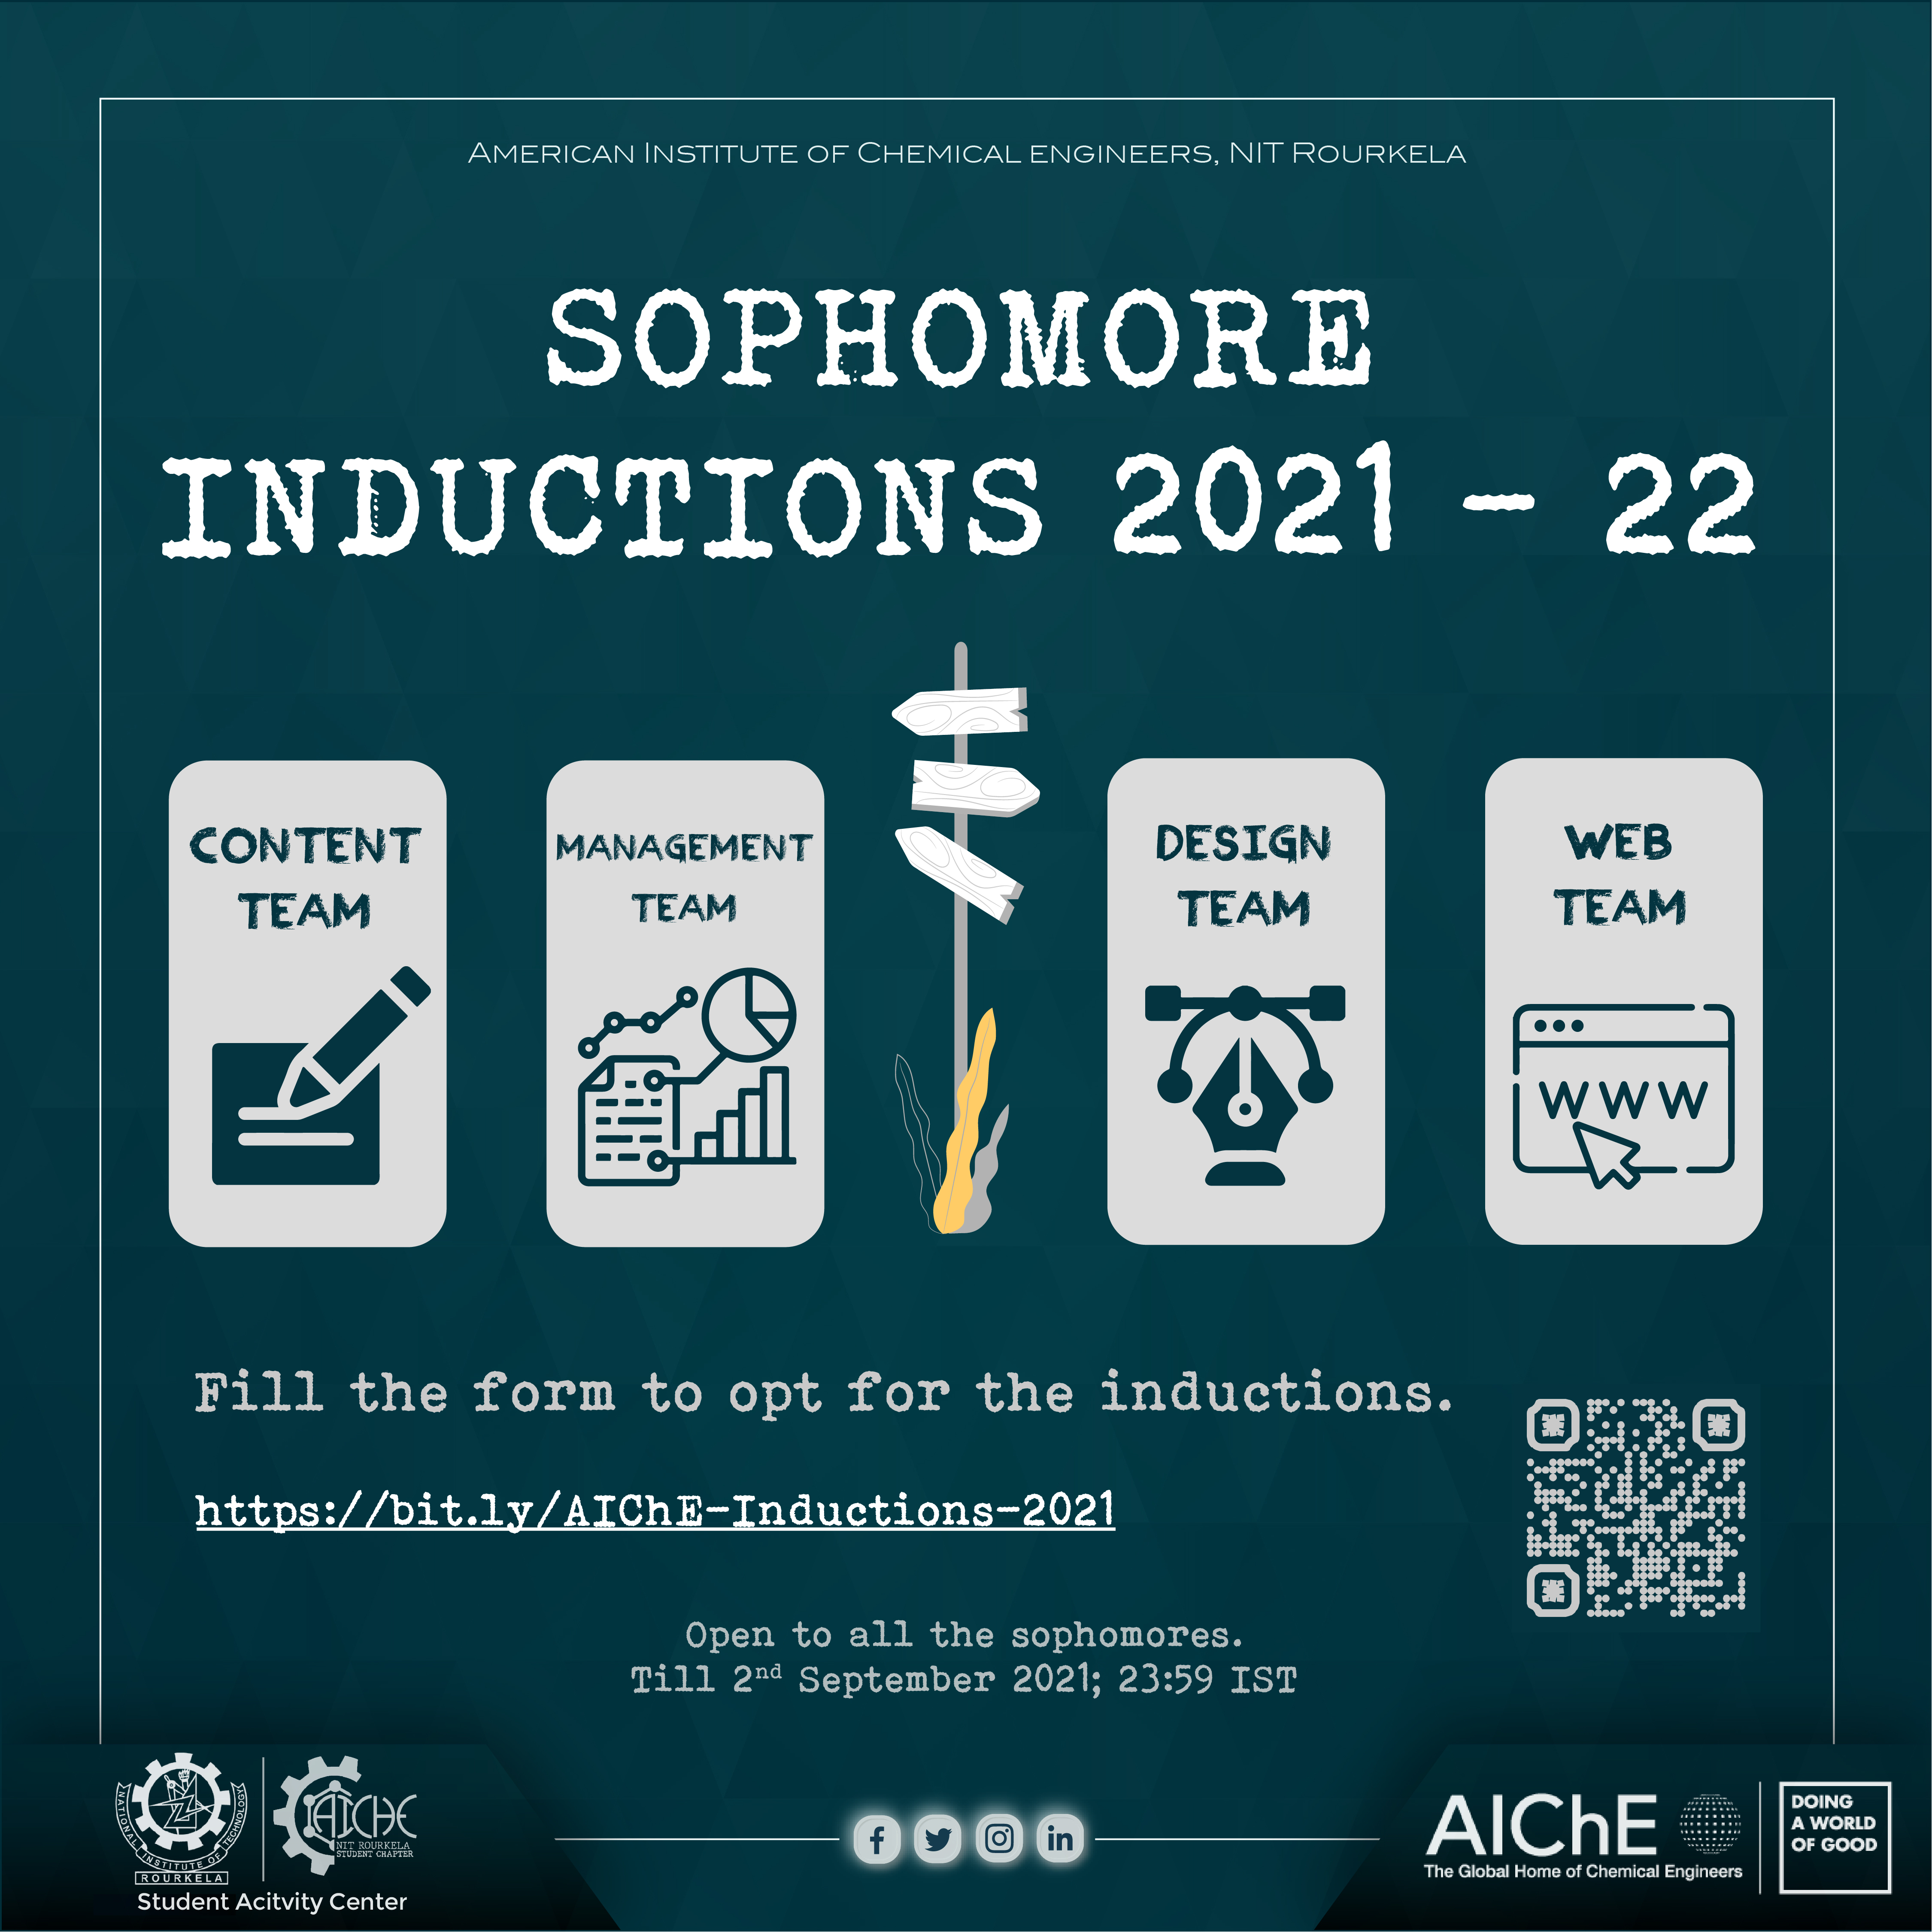 AMERICAN INSTITUTE OF CHEMICAL ENGINEERS, NIT ROURKELA
SOPHOMORE
INDUCTIONS 2021 - 22
CONTENT
TEAM
MANAGEMENT
TEAM
DESIGN
TEAM
WEB
TEAM
WWW
Fill the form to opt for the inductions.
https://bit.ly/AIChE-Inductions-2021
Open to all the sophomores.
Till 2nd September 2021; 23:59 IST
NATIONAL INSTITUTE OF TECHNOLOGY
ROURKELA
AIChE
NIT ROURKELA
STUDENT CHAPTER
Student Acitvity Center
AIChE
The Global Home of Chemical Engineers
DOING
A WORLD
OF GOOD